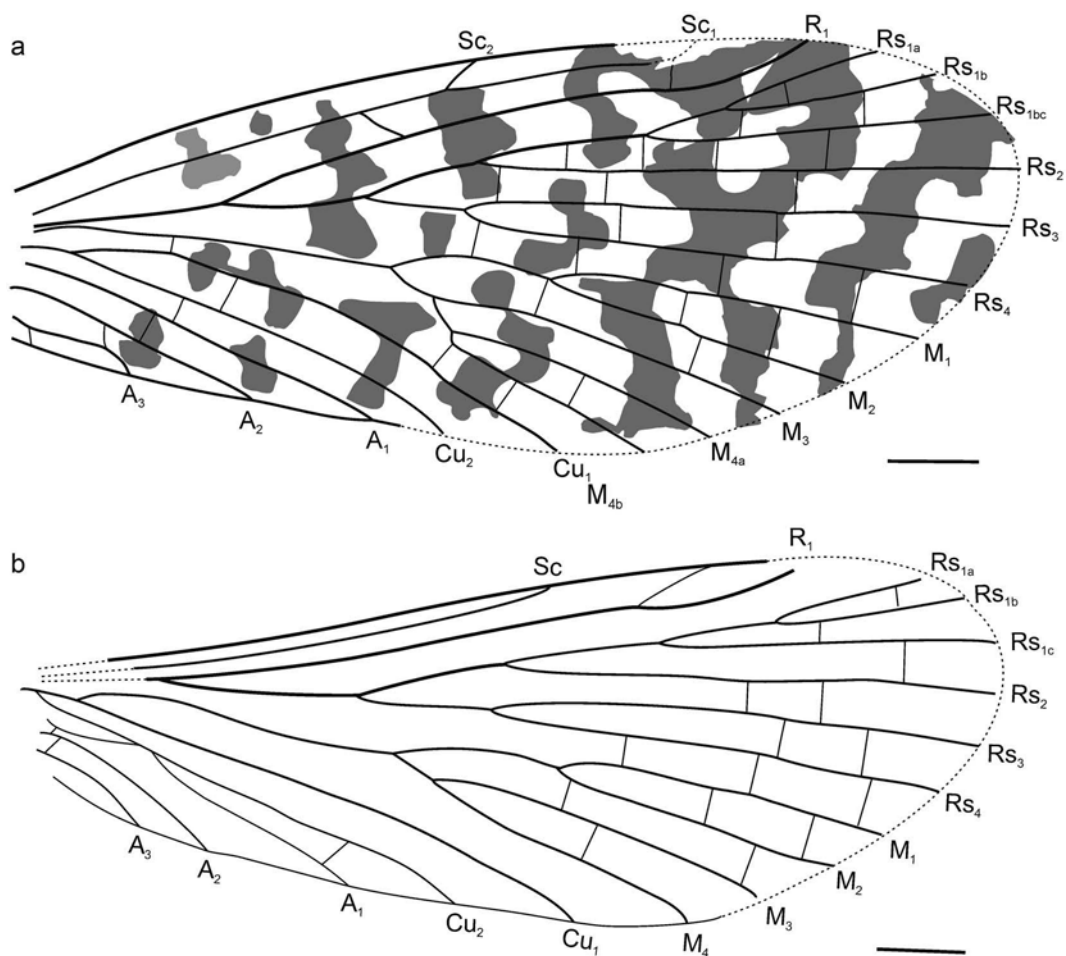 a
Sc₂
Sc₁
R₁
Rs₁ₐ
Rs₁b
Rs₁bc
Rs₂
Rs₃
Rs₄
M₁
M₂
M₃
M₄ₐ
M₄b
Cu₁
Cu₂
A₁
A₂
A₃
b
Sc
R₁
Rs₁ₐ
Rs₁b
Rs₁c
Rs₂
Rs₃
Rs₄
M₁
M₂
M₃
M₄
Cu₁
Cu₂
A₁
A₂
A₃